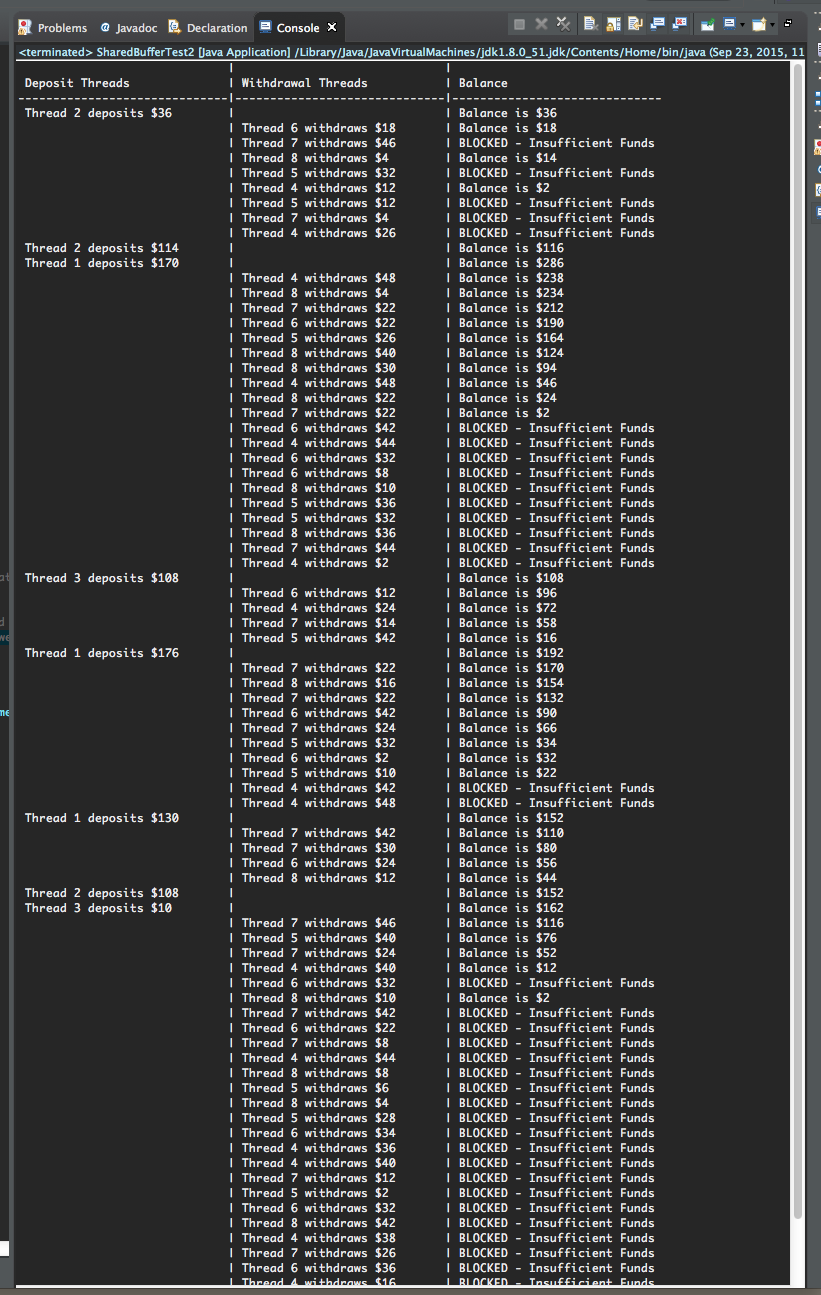 Problems @ Javadoc Declaration Console
<terminated> SharedBufferTest2 [Java Application] /Library/Java/JavaVirtualMachines/jdk1.8.0_51.jdk/Contents/Home/bin/java (Sep 23, 2015, 11
| |
Deposit Threads | Withdrawal Threads | Balance
------------------------------|------------------------------|------------------------------
Thread 2 deposits $36 | | Balance is $36
| Thread 6 withdraws $18 | Balance is $18
| Thread 7 withdraws $46 | BLOCKED - Insufficient Funds
| Thread 8 withdraws $4 | Balance is $14
| Thread 5 withdraws $32 | BLOCKED - Insufficient Funds
| Thread 4 withdraws $12 | Balance is $2
| Thread 5 withdraws $12 | BLOCKED - Insufficient Funds
| Thread 7 withdraws $4 | BLOCKED - Insufficient Funds
| Thread 4 withdraws $26 | BLOCKED - Insufficient Funds
Thread 2 deposits $114 | | Balance is $116
Thread 1 deposits $170 | | Balance is $286
| Thread 4 withdraws $48 | Balance is $238
| Thread 8 withdraws $4 | Balance is $234
| Thread 7 withdraws $22 | Balance is $212
| Thread 6 withdraws $22 | Balance is $190
| Thread 5 withdraws $26 | Balance is $164
| Thread 8 withdraws $40 | Balance is $124
| Thread 8 withdraws $30 | Balance is $94
| Thread 4 withdraws $48 | Balance is $46
| Thread 8 withdraws $22 | Balance is $24
| Thread 7 withdraws $22 | Balance is $2
| Thread 6 withdraws $42 | BLOCKED - Insufficient Funds
| Thread 4 withdraws $44 | BLOCKED - Insufficient Funds
| Thread 6 withdraws $32 | BLOCKED - Insufficient Funds
| Thread 6 withdraws $8 | BLOCKED - Insufficient Funds
| Thread 8 withdraws $10 | BLOCKED - Insufficient Funds
| Thread 5 withdraws $36 | BLOCKED - Insufficient Funds
| Thread 5 withdraws $32 | BLOCKED - Insufficient Funds
| Thread 8 withdraws $36 | BLOCKED - Insufficient Funds
| Thread 7 withdraws $44 | BLOCKED - Insufficient Funds
| Thread 4 withdraws $2 | BLOCKED - Insufficient Funds
Thread 3 deposits $108 | | Balance is $108
| Thread 6 withdraws $12 | Balance is $96
| Thread 4 withdraws $24 | Balance is $72
| Thread 7 withdraws $14 | Balance is $58
| Thread 5 withdraws $42 | Balance is $16
Thread 1 deposits $176 | | Balance is $192
| Thread 7 withdraws $22 | Balance is $170
| Thread 8 withdraws $16 | Balance is $154
| Thread 7 withdraws $22 | Balance is $132
| Thread 6 withdraws $42 | Balance is $90
| Thread 7 withdraws $24 | Balance is $66
| Thread 5 withdraws $32 | Balance is $34
| Thread 6 withdraws $2 | Balance is $32
| Thread 5 withdraws $10 | Balance is $22
| Thread 4 withdraws $42 | BLOCKED - Insufficient Funds
| Thread 4 withdraws $48 | BLOCKED - Insufficient Funds
Thread 1 deposits $130 | | Balance is $152
| Thread 7 withdraws $42 | Balance is $110
| Thread 7 withdraws $30 | Balance is $80
| Thread 6 withdraws $24 | Balance is $56
| Thread 8 withdraws $12 | Balance is $44
Thread 2 deposits $108 | | Balance is $152
Thread 3 deposits $10 | | Balance is $162
| Thread 7 withdraws $46 | Balance is $116
| Thread 5 withdraws $40 | Balance is $76
| Thread 7 withdraws $24 | Balance is $52
| Thread 4 withdraws $40 | Balance is $12
| Thread 6 withdraws $32 | BLOCKED - Insufficient Funds
| Thread 8 withdraws $10 | Balance is $2
| Thread 7 withdraws $42 | BLOCKED - Insufficient Funds
| Thread 6 withdraws $22 | BLOCKED - Insufficient Funds
| Thread 7 withdraws $8 | BLOCKED - Insufficient Funds
| Thread 4 withdraws $44 | BLOCKED - Insufficient Funds
| Thread 8 withdraws $8 | BLOCKED - Insufficient Funds
| Thread 5 withdraws $6 | BLOCKED - Insufficient Funds
| Thread 8 withdraws $4 | BLOCKED - Insufficient Funds
| Thread 5 withdraws $28 | BLOCKED - Insufficient Funds
| Thread 6 withdraws $34 | BLOCKED - Insufficient Funds
| Thread 4 withdraws $36 | BLOCKED - Insufficient Funds
| Thread 4 withdraws $40 | BLOCKED - Insufficient Funds
| Thread 7 withdraws $12 | BLOCKED - Insufficient Funds
| Thread 5 withdraws $2 | BLOCKED - Insufficient Funds
| Thread 6 withdraws $32 | BLOCKED - Insufficient Funds
| Thread 8 withdraws $42 | BLOCKED - Insufficient Funds
| Thread 4 withdraws $38 | BLOCKED - Insufficient Funds
| Thread 7 withdraws $26 | BLOCKED - Insufficient Funds
| Thread 6 withdraws $36 | BLOCKED - Insufficient Funds
| Thread 4 withdraws $16 | BLOCKED - Insufficient Funds